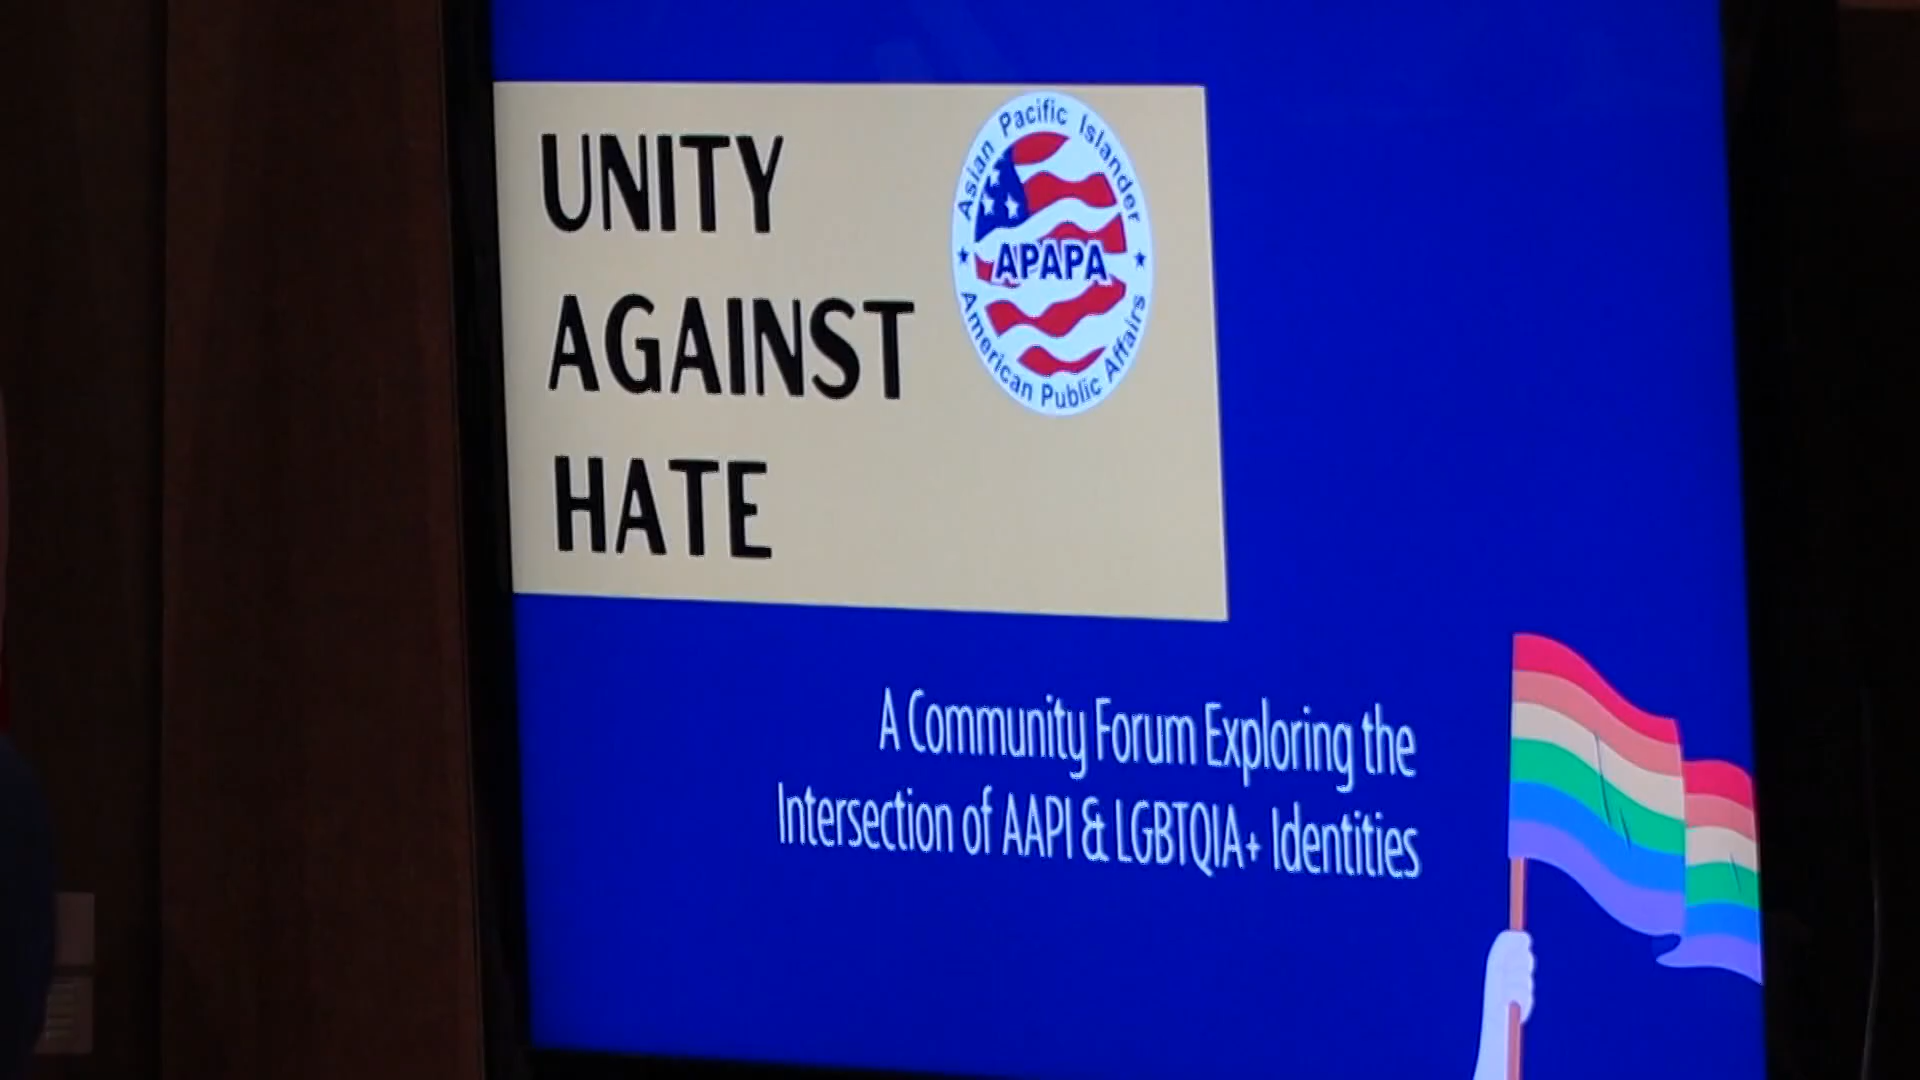 UNITY
AGAINST
HATE
Asian Pacific Islander
APAPA
American Public Affairs
A Community Forum Exploring the
Intersection of AAPI & LGBTQIA+ Identities